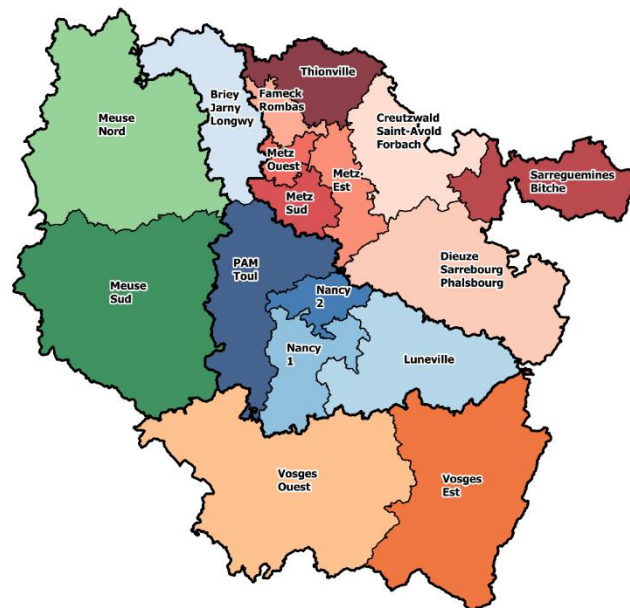 Thionville
Briey
Jarny
Longwy
Fameck
Rombas
Meuse
Nord
Creutzwald
Saint-Avold
Forbach
Metz
Ouest
Metz
Est
Sarreguemines
Bitche
Metz
Sud
PAM
Toul
Dieuze
Sarrebourg
Phalsbourg
Meuse
Sud
Nancy
2
Nancy
1
Luneville
Vosges
Ouest
Vosges
Est